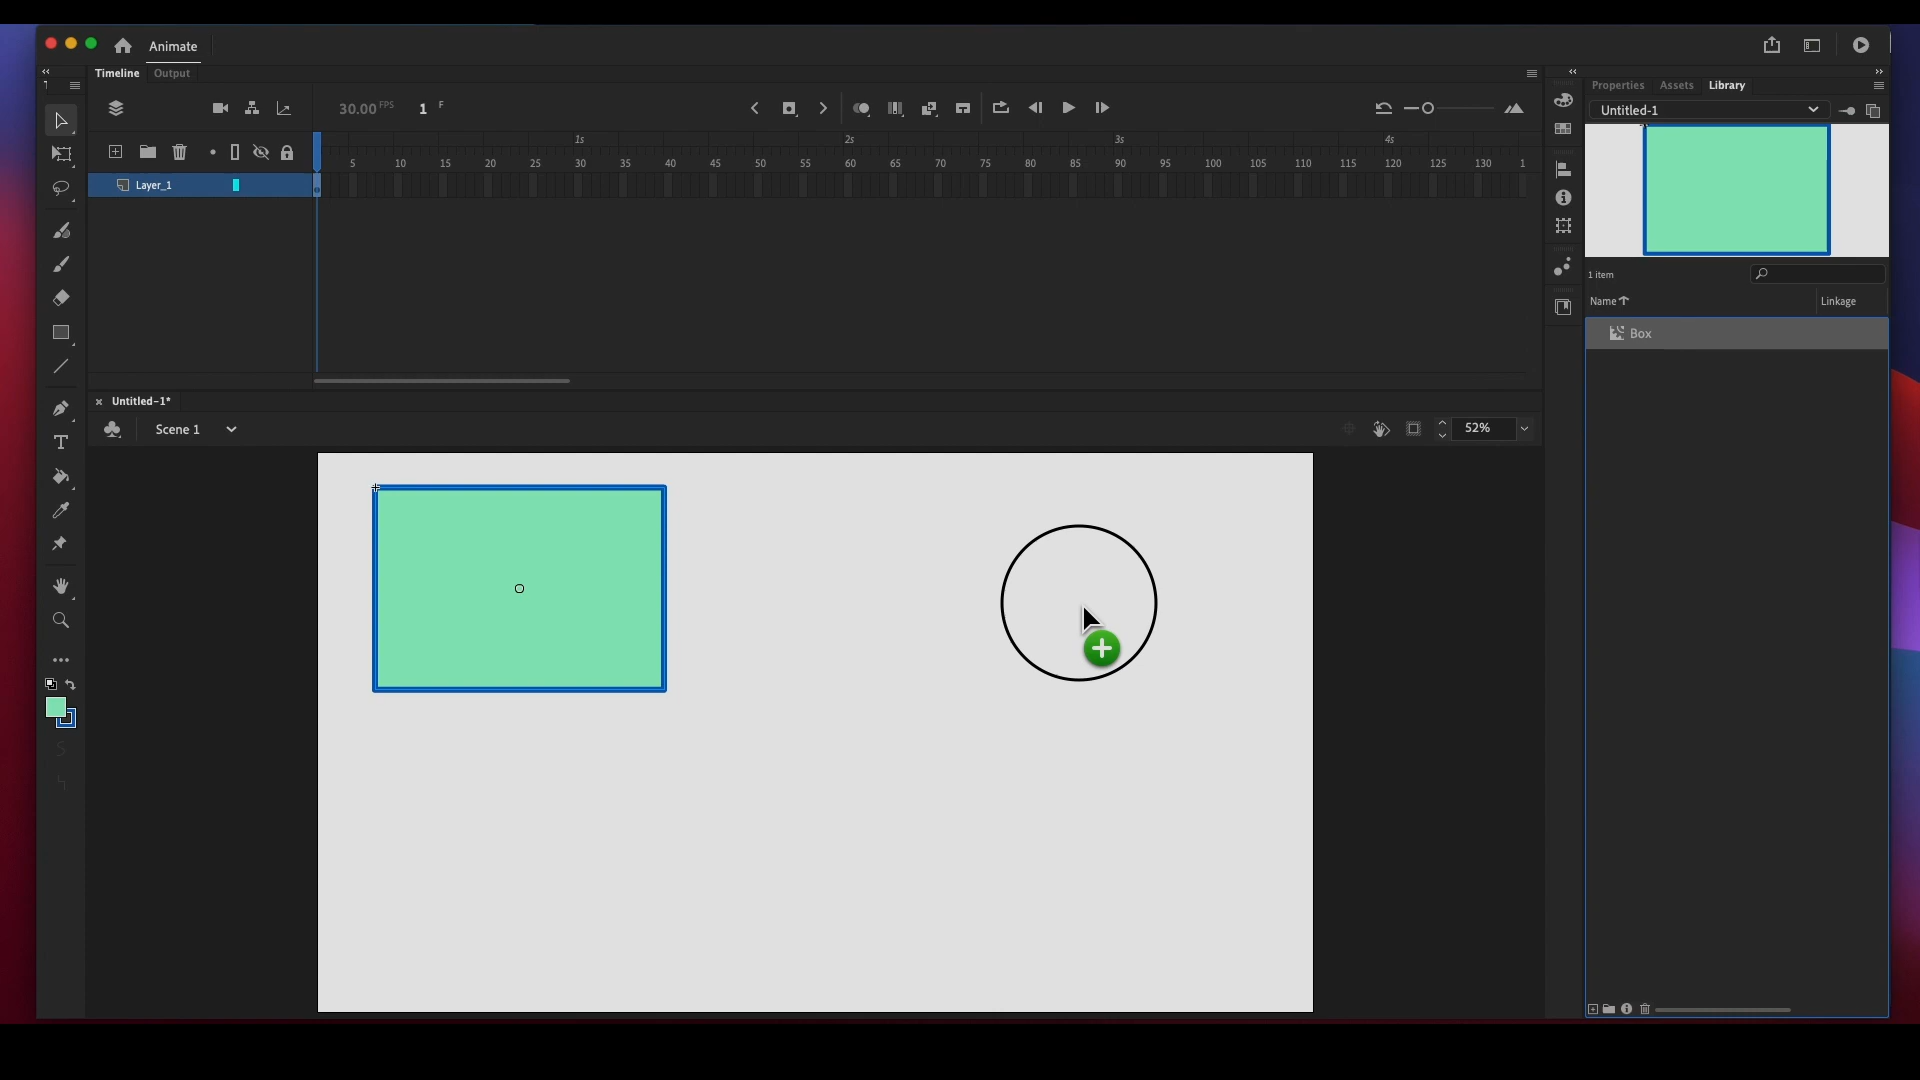 Animate
Timeline Output
30.00 FPS 1 F
1s 2s 3s 4s
5 10 15 20 25 30 35 40 45 50 55 60 65 70 75 80 85 90 95 100 105 110 115 120 125 130 1
Layer_1
Untitled-1*
Scene 1
52%
Properties Assets Library
Untitled-1
1 item
Name Linkage
Box